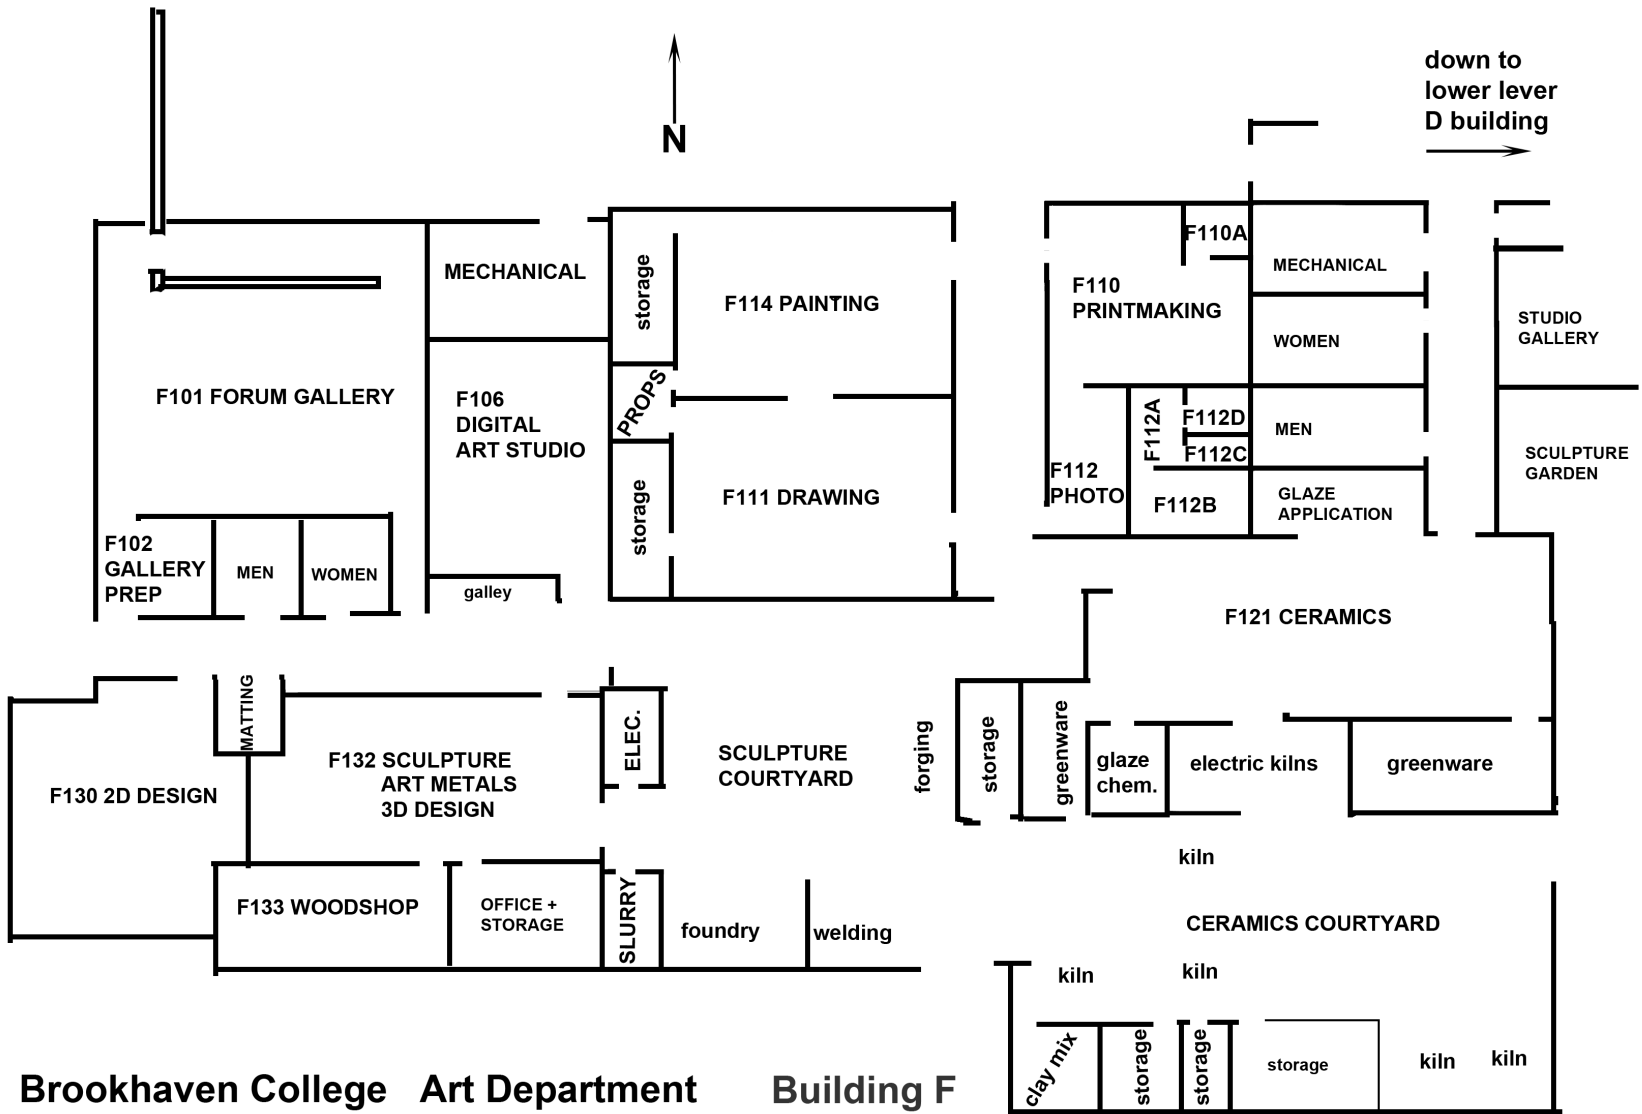 down to
lower lever
D building
N
F110A
MECHANICAL
MECHANICAL
storage
F114 PAINTING
F110
PRINTMAKING
WOMEN
STUDIO
GALLERY
F101 FORUM GALLERY
F106
DIGITAL
ART STUDIO
PROPS
F112A
F112D
F112C
MEN
SCULPTURE
GARDEN
storage
F111 DRAWING
F112
PHOTO
F112B
GLAZE
APPLICATION
F102
GALLERY
PREP
MEN
WOMEN
galley
F121 CERAMICS
MATTING
ELEC.
SCULPTURE
COURTYARD
forging
storage
greenware
glaze
chem.
electric kilns
greenware
F130 2D DESIGN
F132 SCULPTURE
ART METALS
3D DESIGN
kiln
F133 WOODSHOP
OFFICE +
STORAGE
SLURRY
foundry
welding
CERAMICS COURTYARD
kiln
kiln
clay mix
storage
storage
storage
kiln
kiln
Brookhaven College Art Department Building F